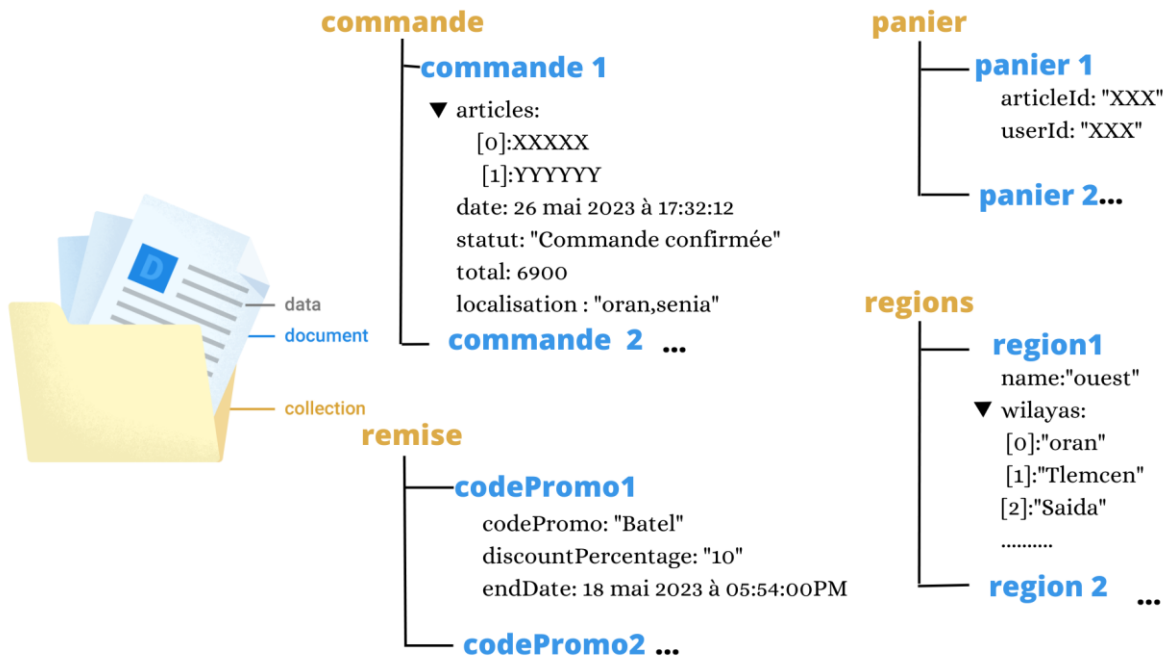 commande
commande 1
▼ articles:
[0]:XXXXX
[1]:YYYYYY
date: 26 mai 2023 à 17:32:12
statut: "Commande confirmée"
total: 6900
localisation : "oran,senia"
commande 2 ...
panier
panier 1
articleId: "XXX"
userId: "XXX"
panier 2...
D
data
document
collection
remise
codePromo1
codePromo: "Batel"
discountPercentage: "10"
endDate: 18 mai 2023 à 05:54:00PM
codePromo2 ...
regions
region1
name:"ouest"
▼ wilayas:
[0]:"oran"
[1]:"Tlemcen"
[2]:"Saida"
..........
region 2 ...